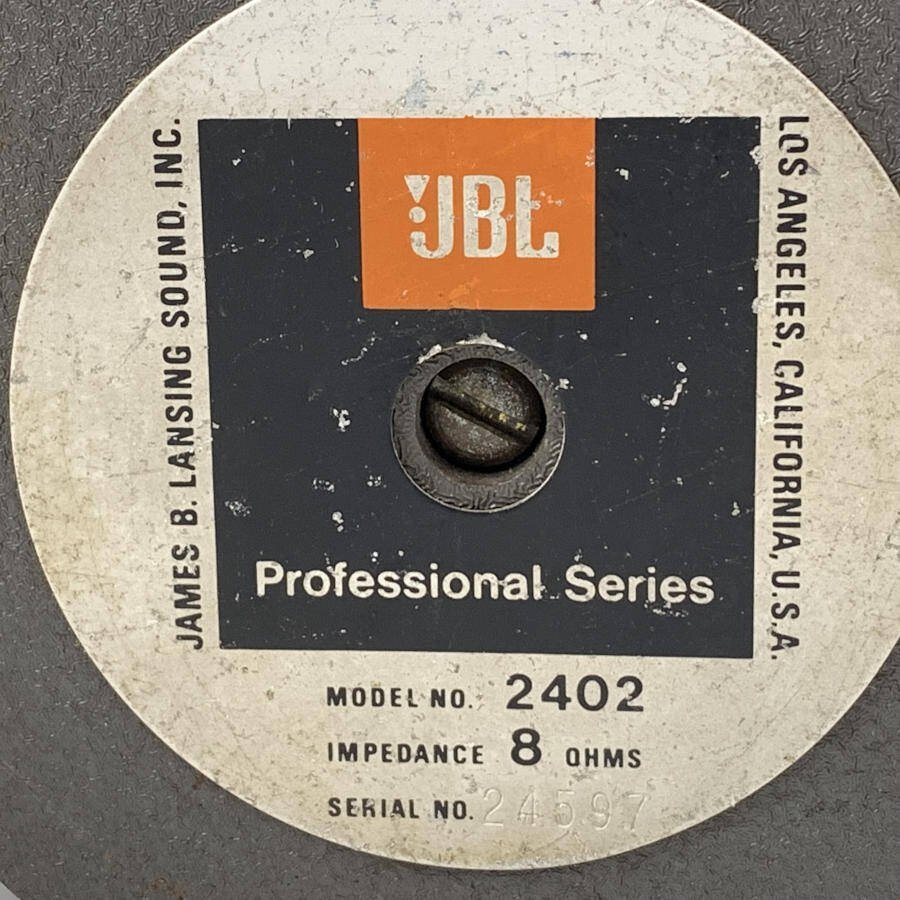 JAMES B. LANSING SOUND, INC.
JBL
LOS ANGELES, CALIFORNIA, U.S.A.
Professional Series
MODEL NO. 2402
IMPEDANCE 8 OHMS
SERIAL NO. 24597